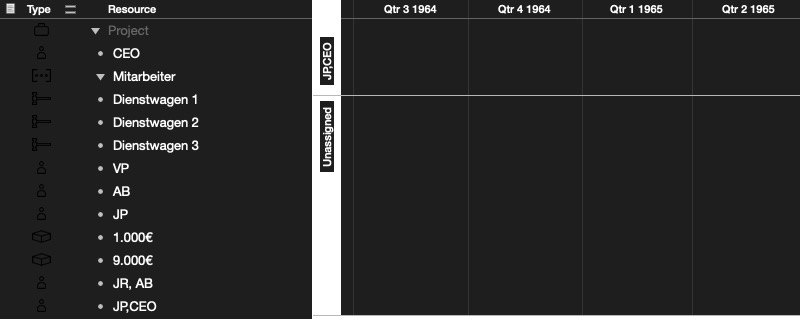 Type Resource Qtr 3 1964 Qtr 4 1964 Qtr 1 1965 Qtr 2 1965
Project
CEO
Mitarbeiter
Dienstwagen 1
Dienstwagen 2
Dienstwagen 3
VP
AB
JP
1.000€
9.000€
JR, AB
JP,CEO
JP,CEO
Unassigned